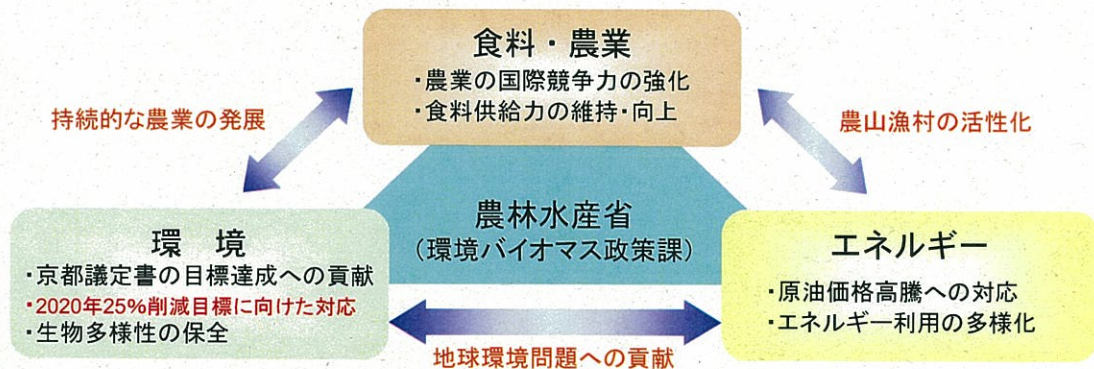 食料・農業
・農業の国際競争力の強化
・食料供給力の維持・向上
持続的な農業の発展
農山漁村の活性化
農林水産省
（環境バイオマス政策課）
環　境
・京都議定書の目標達成への貢献
・2020年25%削減目標に向けた対応
・生物多様性の保全
エネルギー
・原油価格高騰への対応
・エネルギー利用の多様化
地球環境問題への貢献